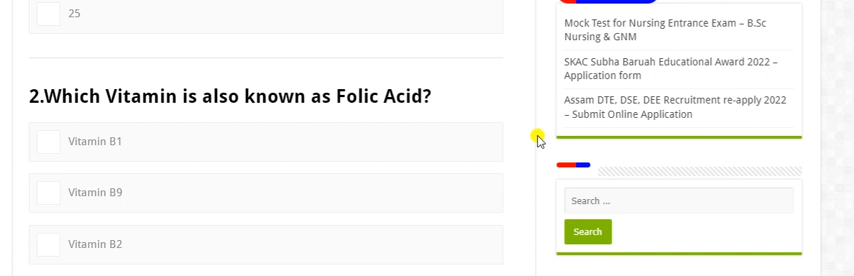 25
2.Which Vitamin is also known as Folic Acid?
Vitamin B1
Vitamin B9
Vitamin B2
Mock Test for Nursing Entrance Exam – B.Sc
Nursing & GNM
SKAC Subha Baruah Educational Award 2022 –
Application form
Assam DTE, DSE, DEE Recruitment re-apply 2022
– Submit Online Application
Search ...
Search